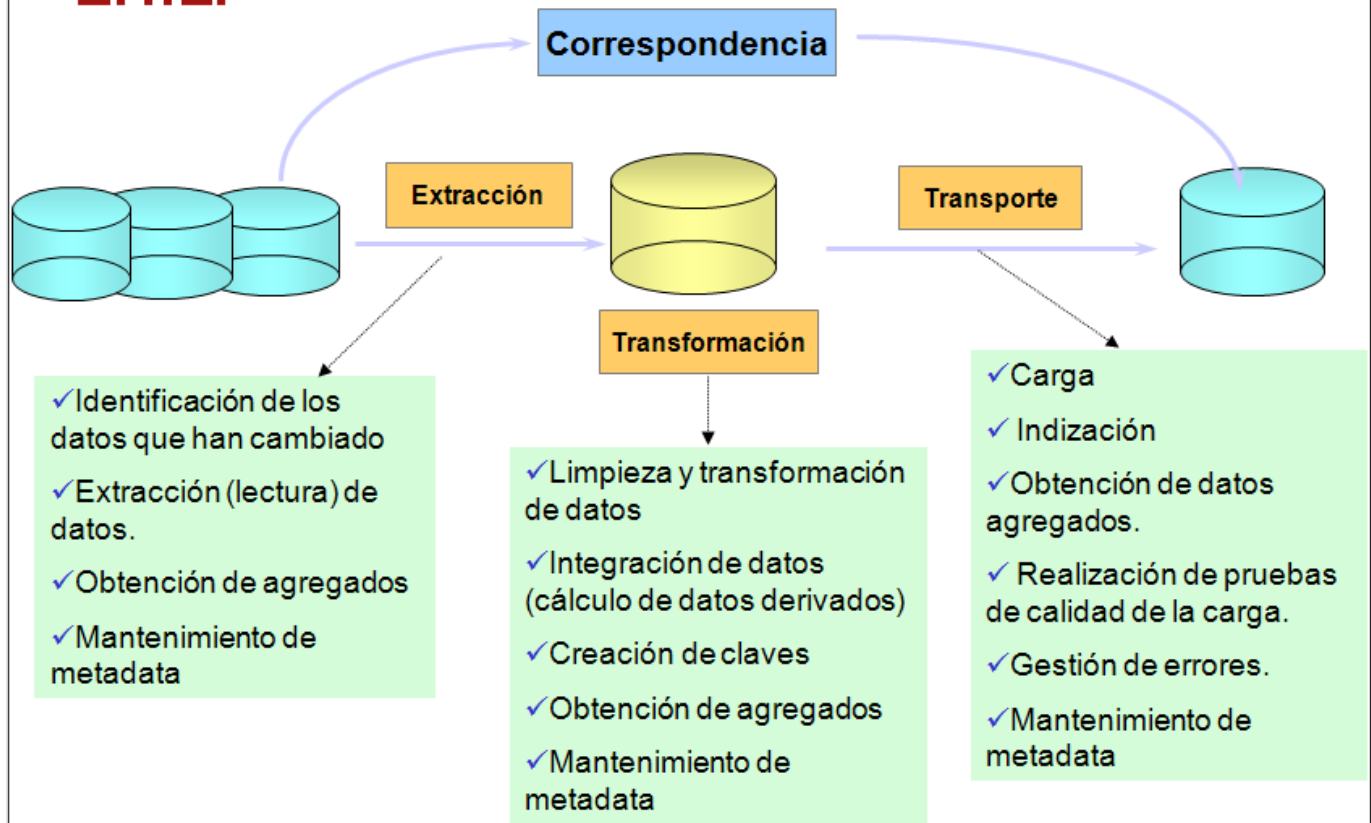 Correspondencia
Extracción
Transporte
Transformación
✓Identificación de los
datos que han cambiado
✓Extracción (lectura) de
datos.
✓Obtención de agregados
✓Mantenimiento de
metadata
✓Limpieza y transformación
de datos
✓Integración de datos
(cálculo de datos derivados)
✓Creación de claves
✓Obtención de agregados
✓Mantenimiento de
metadata
✓Carga
✓ Indización
✓Obtención de datos
agregados.
✓ Realización de pruebas
de calidad de la carga.
✓Gestión de errores.
✓Mantenimiento de
metadata